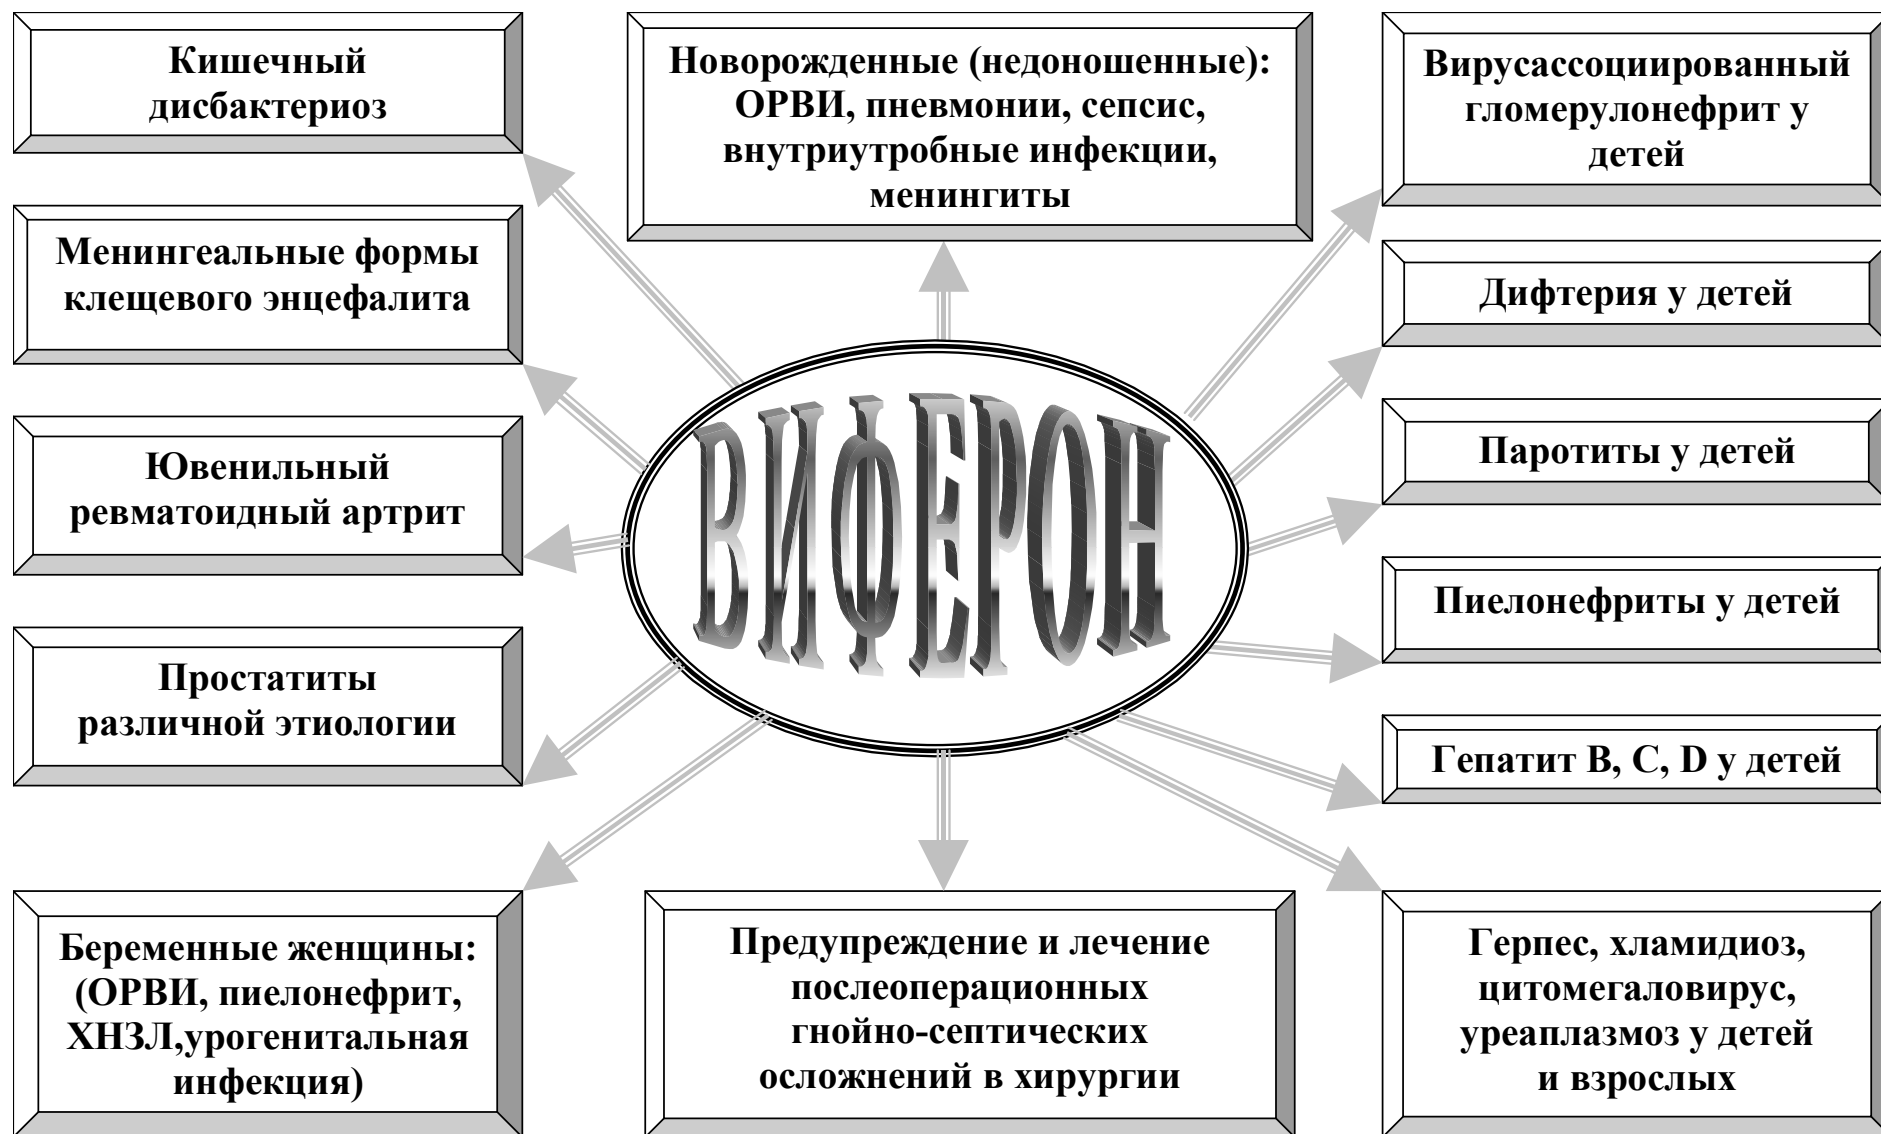 Кишечный
дисбактериоз
Новорожденные (недоношенные):
ОРВИ, пневмонии, сепсис,
внутриутробные инфекции,
менингиты
Вирусассоциированный
гломерулонефрит у
детей
Менингеальные формы
клещевого энцефалита
Дифтерия у детей
Ювенильный
ревматоидный артрит
ВИФЕРОН
Паротиты у детей
Пиелонефриты у детей
Простатиты
различной этиологии
Гепатит В, С, D у детей
Беременные женщины:
(ОРВИ, пиелонефрит,
ХНЗЛ,урогенитальная
инфекция)
Предупреждение и лечение
послеоперационных
гнойно-септических
осложнений в хирургии
Герпес, хламидиоз,
цитомегаловирус,
уреаплазмоз у детей
и взрослых